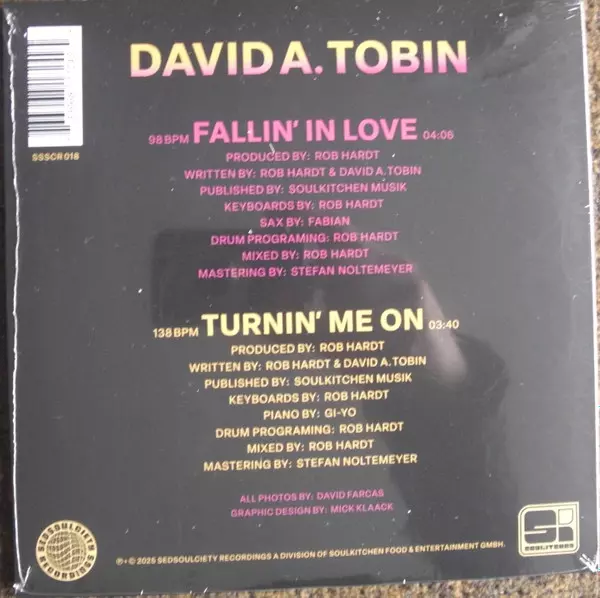 DAVID A. TOBIN
SSSCR 018
98 BPM FALLIN' IN LOVE 04:06
PRODUCED BY: ROB HARDT
WRITTEN BY: ROB HARDT & DAVID A. TOBIN
PUBLISHED BY: SOULKITCHEN MUSIK
KEYBOARDS BY: ROB HARDT
SAX BY: FABIAN
DRUM PROGRAMING: ROB HARDT
MIXED BY: ROB HARDT
MASTERING BY: STEFAN NOLTEMEYER
138 BPM TURNIN' ME ON 03:40
PRODUCED BY: ROB HARDT
WRITTEN BY: ROB HARDT & DAVID A. TOBIN
PUBLISHED BY: SOULKITCHEN MUSIK
KEYBOARDS BY: ROB HARDT
PIANO BY: GI-YO
DRUM PROGRAMING: ROB HARDT
MIXED BY: ROB HARDT
MASTERING BY: STEFAN NOLTEMEYER
ALL PHOTOS BY: DAVID FARCAS
GRAPHIC DESIGN BY: MICK KLAACK
SEDSOULCIETY
RECORDINGS
℗+© 2025 SEDSOULCIETY RECORDINGS A DIVISION OF SOULKITCHEN FOOD & ENTERTAINMENT GMBH.